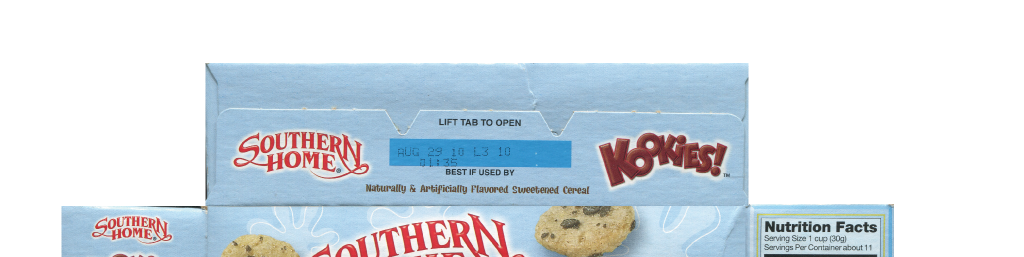 LIFT TAB TO OPEN
SOUTHERN
HOME®
AUG 29 10 L3 10
01:35
BEST IF USED BY
KOOKIES!™
Naturally & Artificially Flavored Sweetened Cereal
SOUTHERN
HOME
SOUTHERN
Nutrition Facts
Serving Size 1 cup (30g)
Servings Per Container about 11